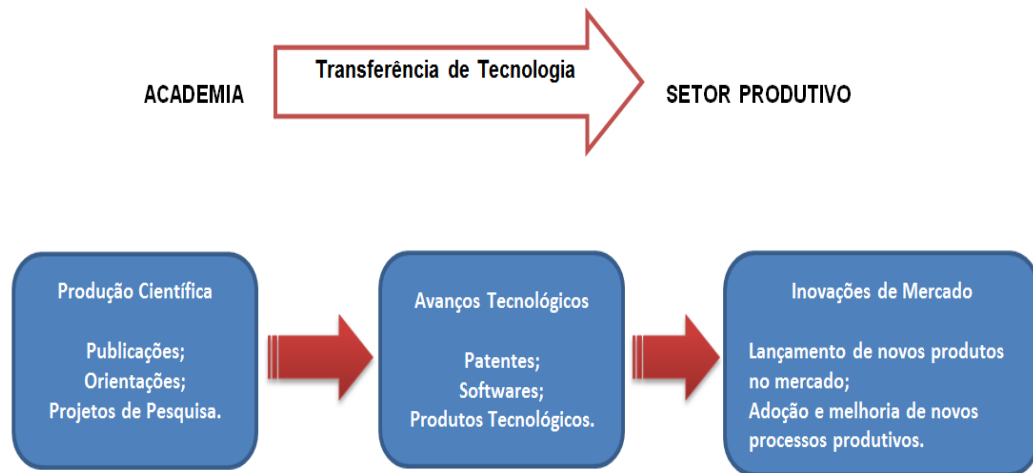 Transferência de Tecnologia
ACADEMIA
SETOR PRODUTIVO
Produção Científica
Publicações;
Orientações;
Projetos de Pesquisa.
Avanços Tecnológicos
Patentes;
Softwares;
Produtos Tecnológicos.
Inovações de Mercado
Lançamento de novos produtos
no mercado;
Adoção e melhoria de novos
processos produtivos.